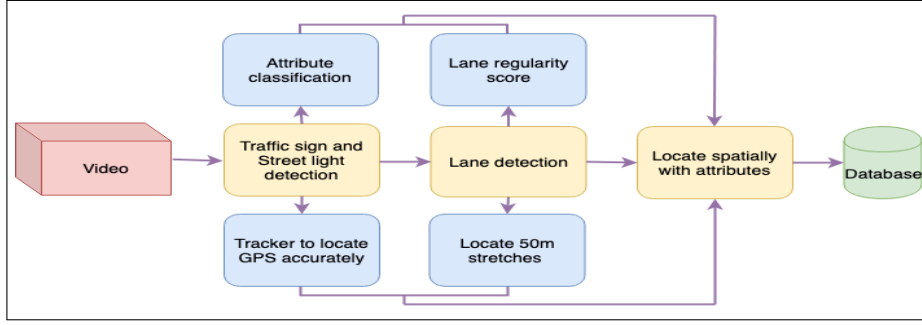 Attribute
classification
Lane regularity
score
Video
Traffic sign and
Street light
detection
Lane detection
Locate spatially
with attributes
Database
Tracker to locate
GPS accurately
Locate 50m
stretches